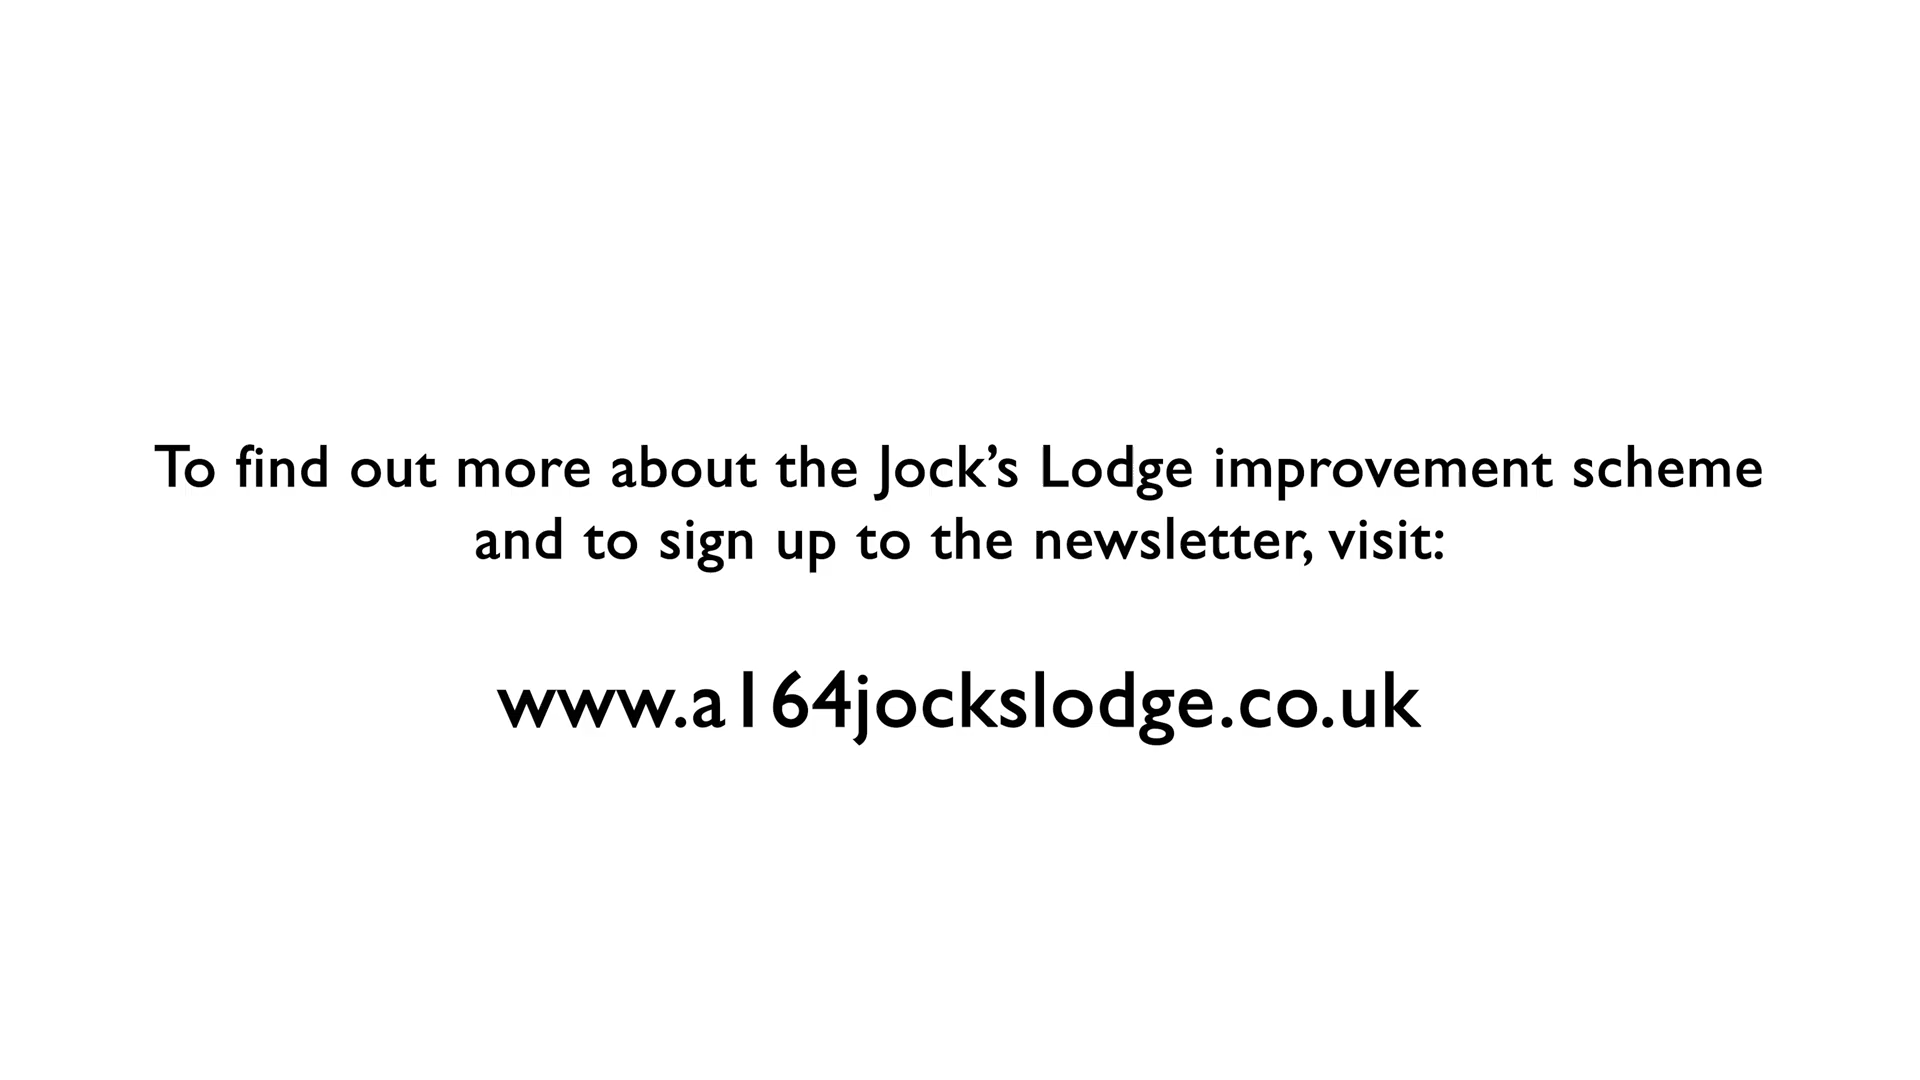 To find out more about the Jock’s Lodge improvement scheme
and to sign up to the newsletter, visit:
www.a164jockslodge.co.uk